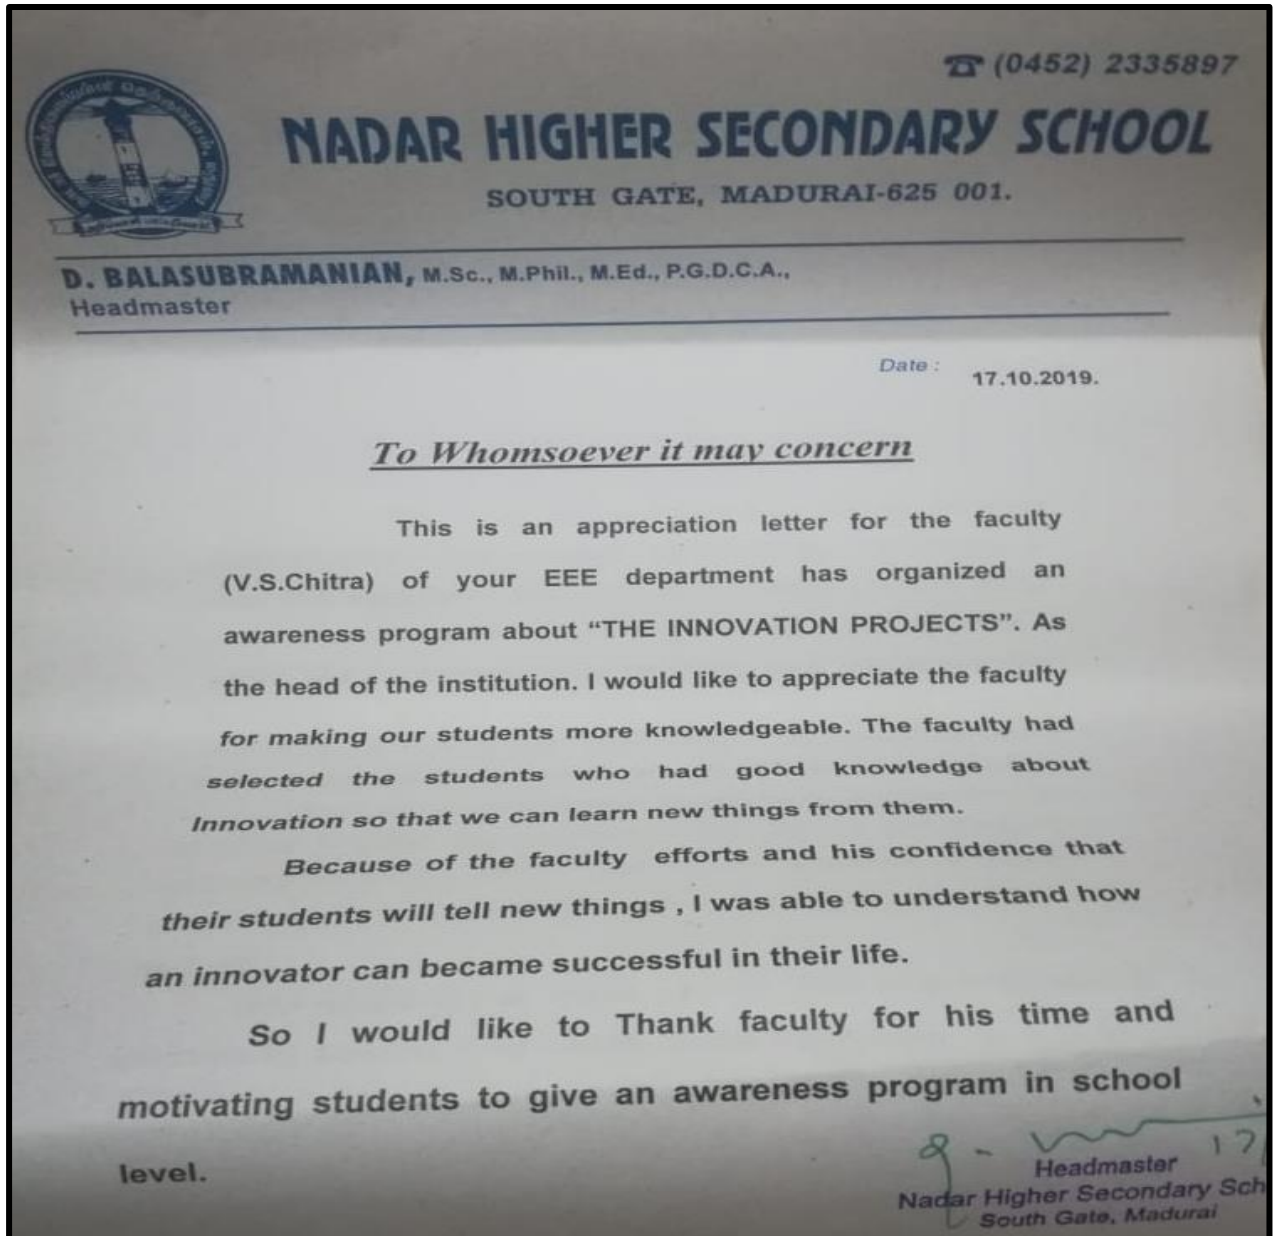 ☎ (0452) 2335897
NADAR HIGHER SECONDARY SCHOOL
SOUTH GATE, MADURAI-625 001.
D. BALASUBRAMANIAN, M.Sc., M.Phil., M.Ed., P.G.D.C.A.,
Headmaster
Date :
17.10.2019.
To Whomsoever it may concern
This is an appreciation letter for the faculty
(V.S.Chitra) of your EEE department has organized an
awareness program about “THE INNOVATION PROJECTS”. As
the head of the institution. I would like to appreciate the faculty
for making our students more knowledgeable. The faculty had
selected the students who had good knowledge about
Innovation so that we can learn new things from them.
Because of the faculty efforts and his confidence that
their students will tell new things , I was able to understand how
an innovator can became successful in their life.
So I would like to Thank faculty for his time and
motivating students to give an awareness program in school
level.
17
Headmaster
Nadar Higher Secondary Sch
South Gate, Madurai